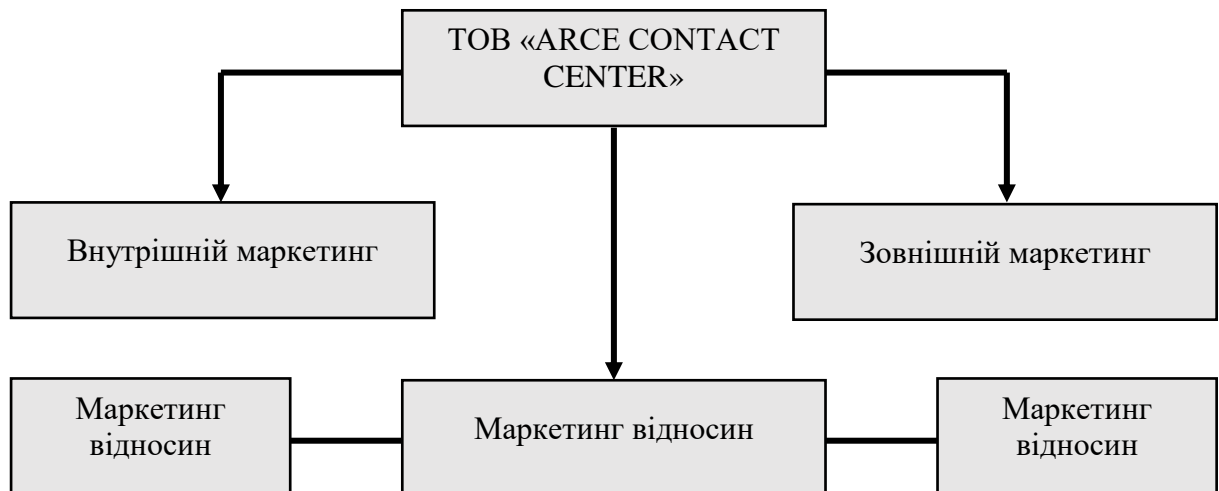 ТОВ «ARCE CONTACT
CENTER»
Внутрішній маркетинг
Зовнішній маркетинг
Маркетинг
відносин
Маркетинг відносин
Маркетинг
відносин